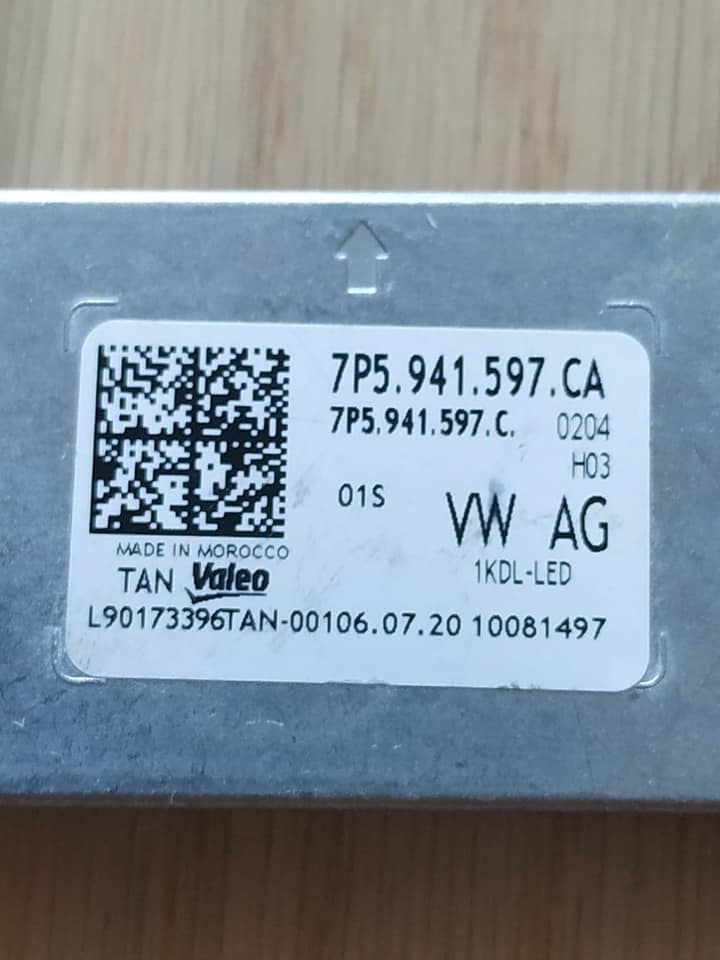 7P5.941.597.CA
7P5.941.597.C. 0204
H03
01S VW AG
1KDL-LED
MADE IN MOROCCO
TAN Valeo
L90173396TAN-00106.07.20 10081497